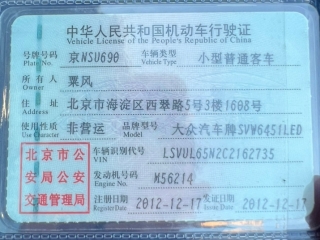 中华人民共和国机动车行驶证
Vehicle License of the People's Republic of China
号牌号码 京NSU690 车辆类型 小型普通客车
Plate No. Vehicle Type
所有人 粟风
Owner
住址 北京市海淀区西翠路5号3楼1608号
Address
使用性质 非营运 品牌型号 大众汽车牌SVW6451LED
Use Character Model
北京市公 车辆识别代号 LSVUL65N2C2162735
VIN
安局公安 发动机号码 M56214
Engine No.
交通管理局 注册日期 2012-12-17 发证日期 2012-12-17
Register Date Issue Date